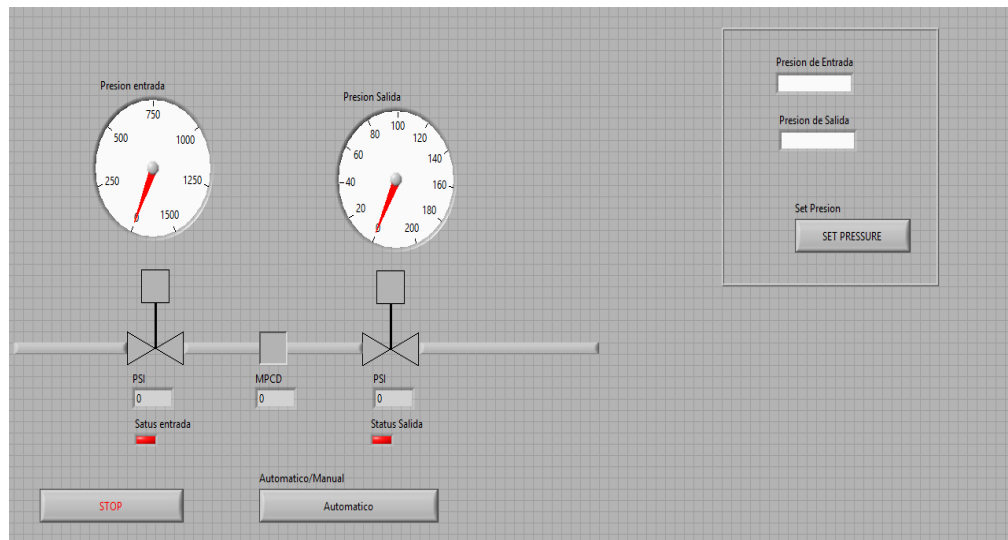 Presion entrada
750
500
1000
250
1250
0
1500
Presion Salida
100
80
120
60
140
40
160
20
180
0
200
Presion de Entrada
Presion de Salida
Set Presion
SET PRESSURE
PSI
0
MPCD
0
PSI
0
Satus entrada
Status Salida
STOP
Automatico/Manual
Automatico